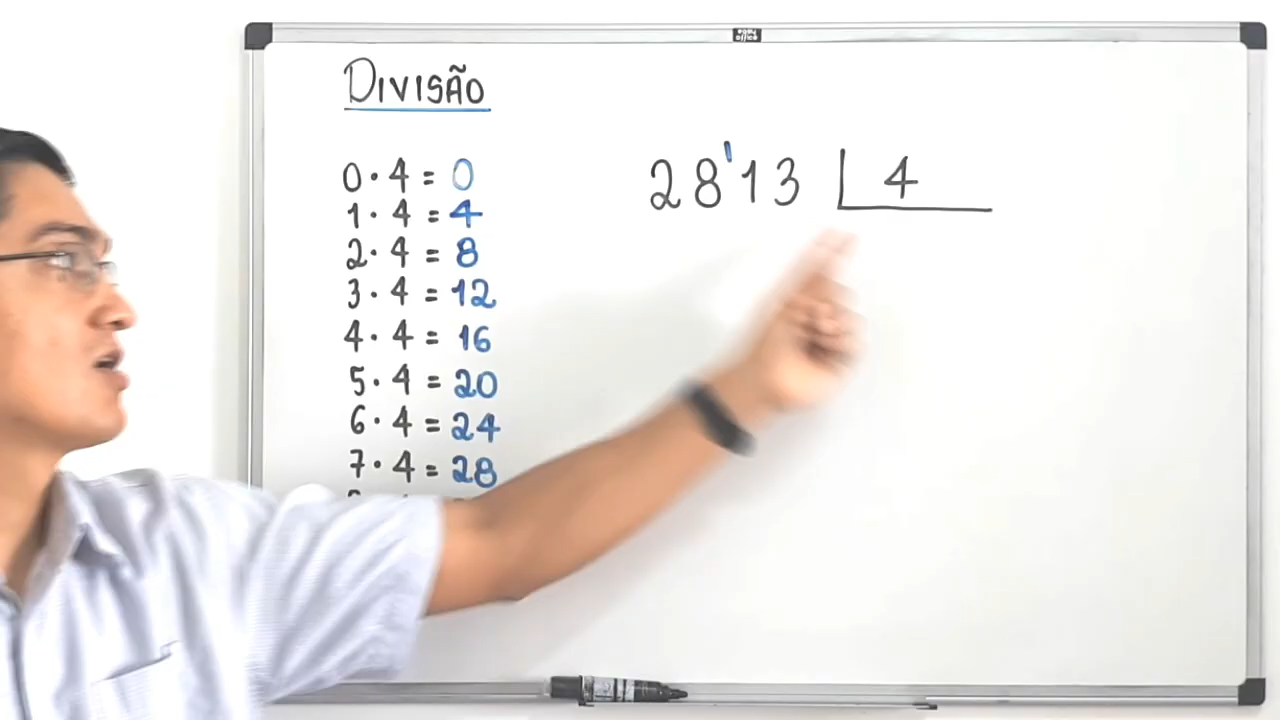 DIVISÃO
0 · 4 = 0
1 · 4 = 4
2 · 4 = 8
3 · 4 = 12
4 · 4 = 16
5 · 4 = 20
6 · 4 = 24
7 · 4 = 28
28'13 4